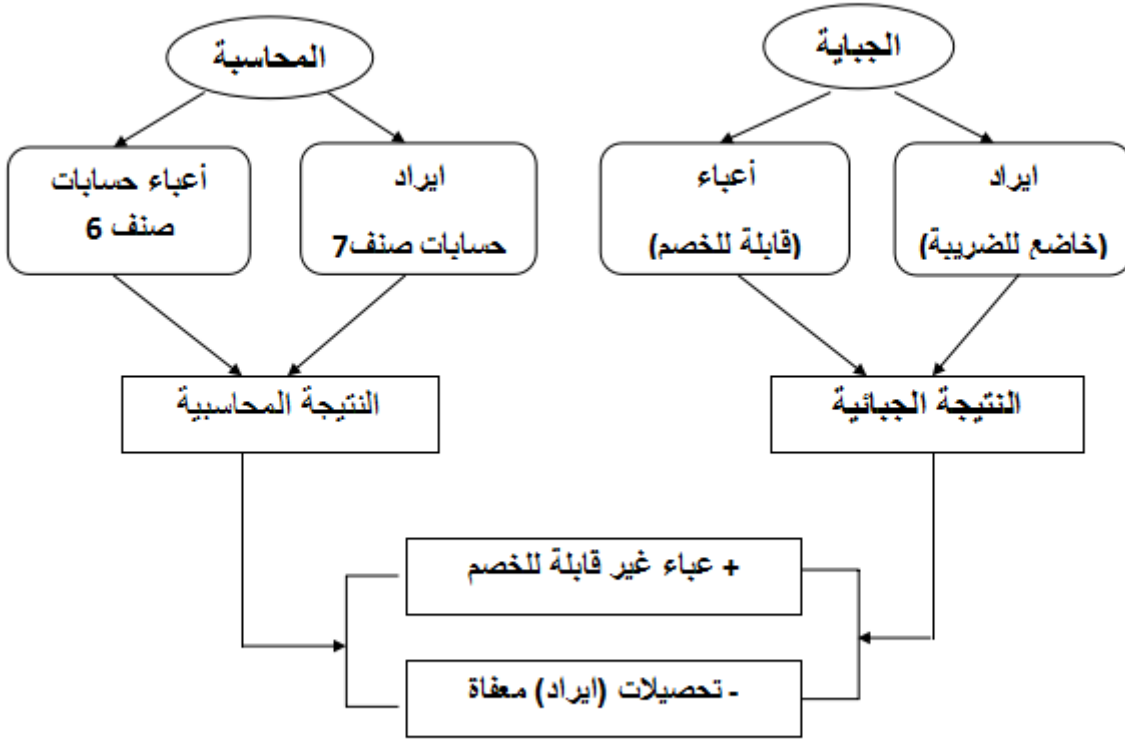 الجباية
المحاسبة
ايراد
(خاضع للضريبة)
أعباء
(قابلة للخصم)
ايراد
حسابات صنف7
أعباء حسابات
صنف 6
النتيجة الجبائية
النتيجة المحاسبية
+ عباء غير قابلة للخصم
- تحصيلات (ايراد) معفاة